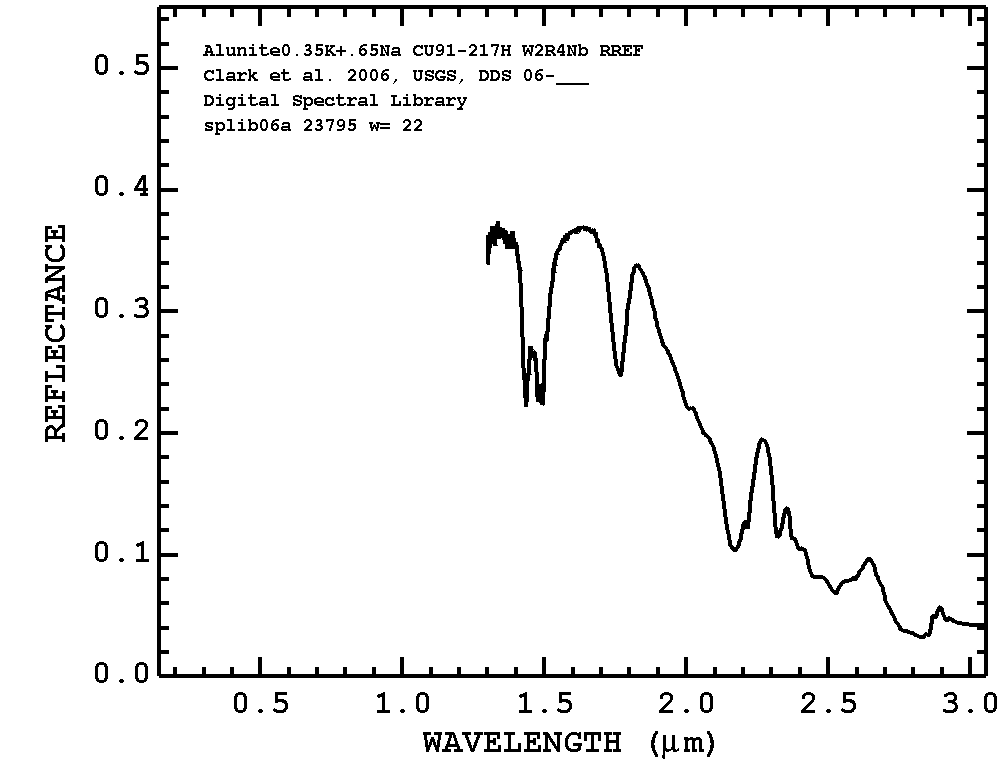 Alunite0.35K+.65Na CU91-217H W2R4Nb RREF
Clark et al. 2006, USGS, DDS 06-___
Digital Spectral Library
splib06a 23795 w= 22
0.5
0.4
0.3
0.2
0.1
0.0
REFLECTANCE
0.5 1.0 1.5 2.0 2.5 3.0
WAVELENGTH (μm)